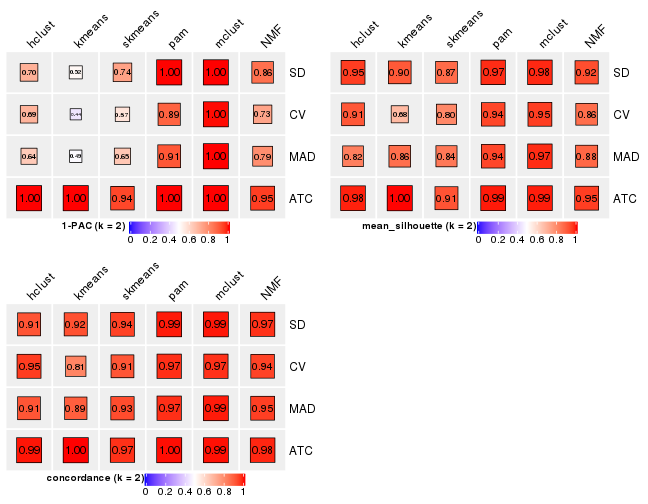 hclust kmeans skmeans pam mclust NMF
0.70 0.52 0.74 1.00 1.00 0.86 SD
0.69 0.44 0.57 0.89 1.00 0.73 CV
0.64 0.49 0.65 0.91 1.00 0.79 MAD
1.00 1.00 0.94 1.00 1.00 0.95 ATC
1-PAC (k = 2)
0 0.2 0.4 0.6 0.8 1
hclust kmeans skmeans pam mclust NMF
0.95 0.90 0.87 0.97 0.98 0.92 SD
0.91 0.68 0.80 0.94 0.95 0.86 CV
0.82 0.86 0.84 0.94 0.97 0.88 MAD
0.98 1.00 0.91 0.99 0.99 0.95 ATC
mean_silhouette (k = 2)
0 0.2 0.4 0.6 0.8 1
hclust kmeans skmeans pam mclust NMF
0.91 0.92 0.94 0.99 0.99 0.97 SD
0.95 0.81 0.91 0.97 0.97 0.94 CV
0.91 0.89 0.93 0.97 0.99 0.95 MAD
0.99 1.00 0.97 1.00 0.99 0.98 ATC
concordance (k = 2)
0 0.2 0.4 0.6 0.8 1